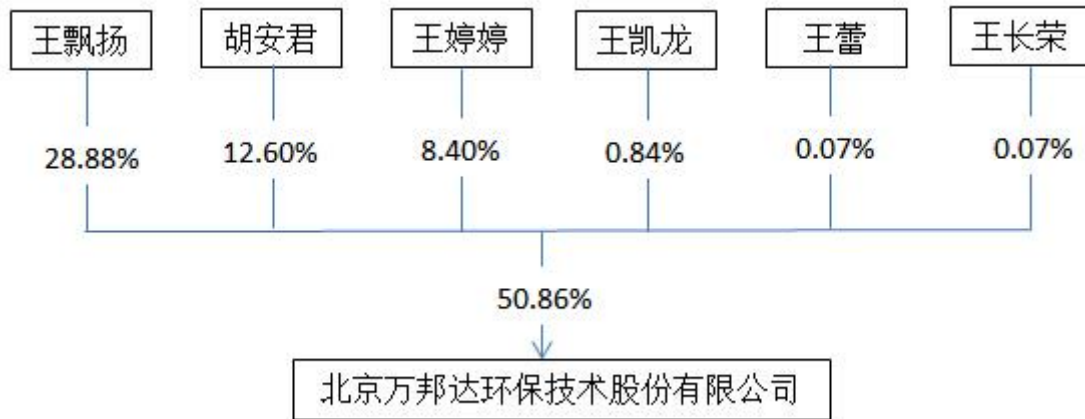 王飘扬 胡安君 王婷婷 王凯龙 王蕾 王长荣
28.88% 12.60% 8.40% 0.84% 0.07% 0.07%
50.86%
北京万邦达环保技术股份有限公司